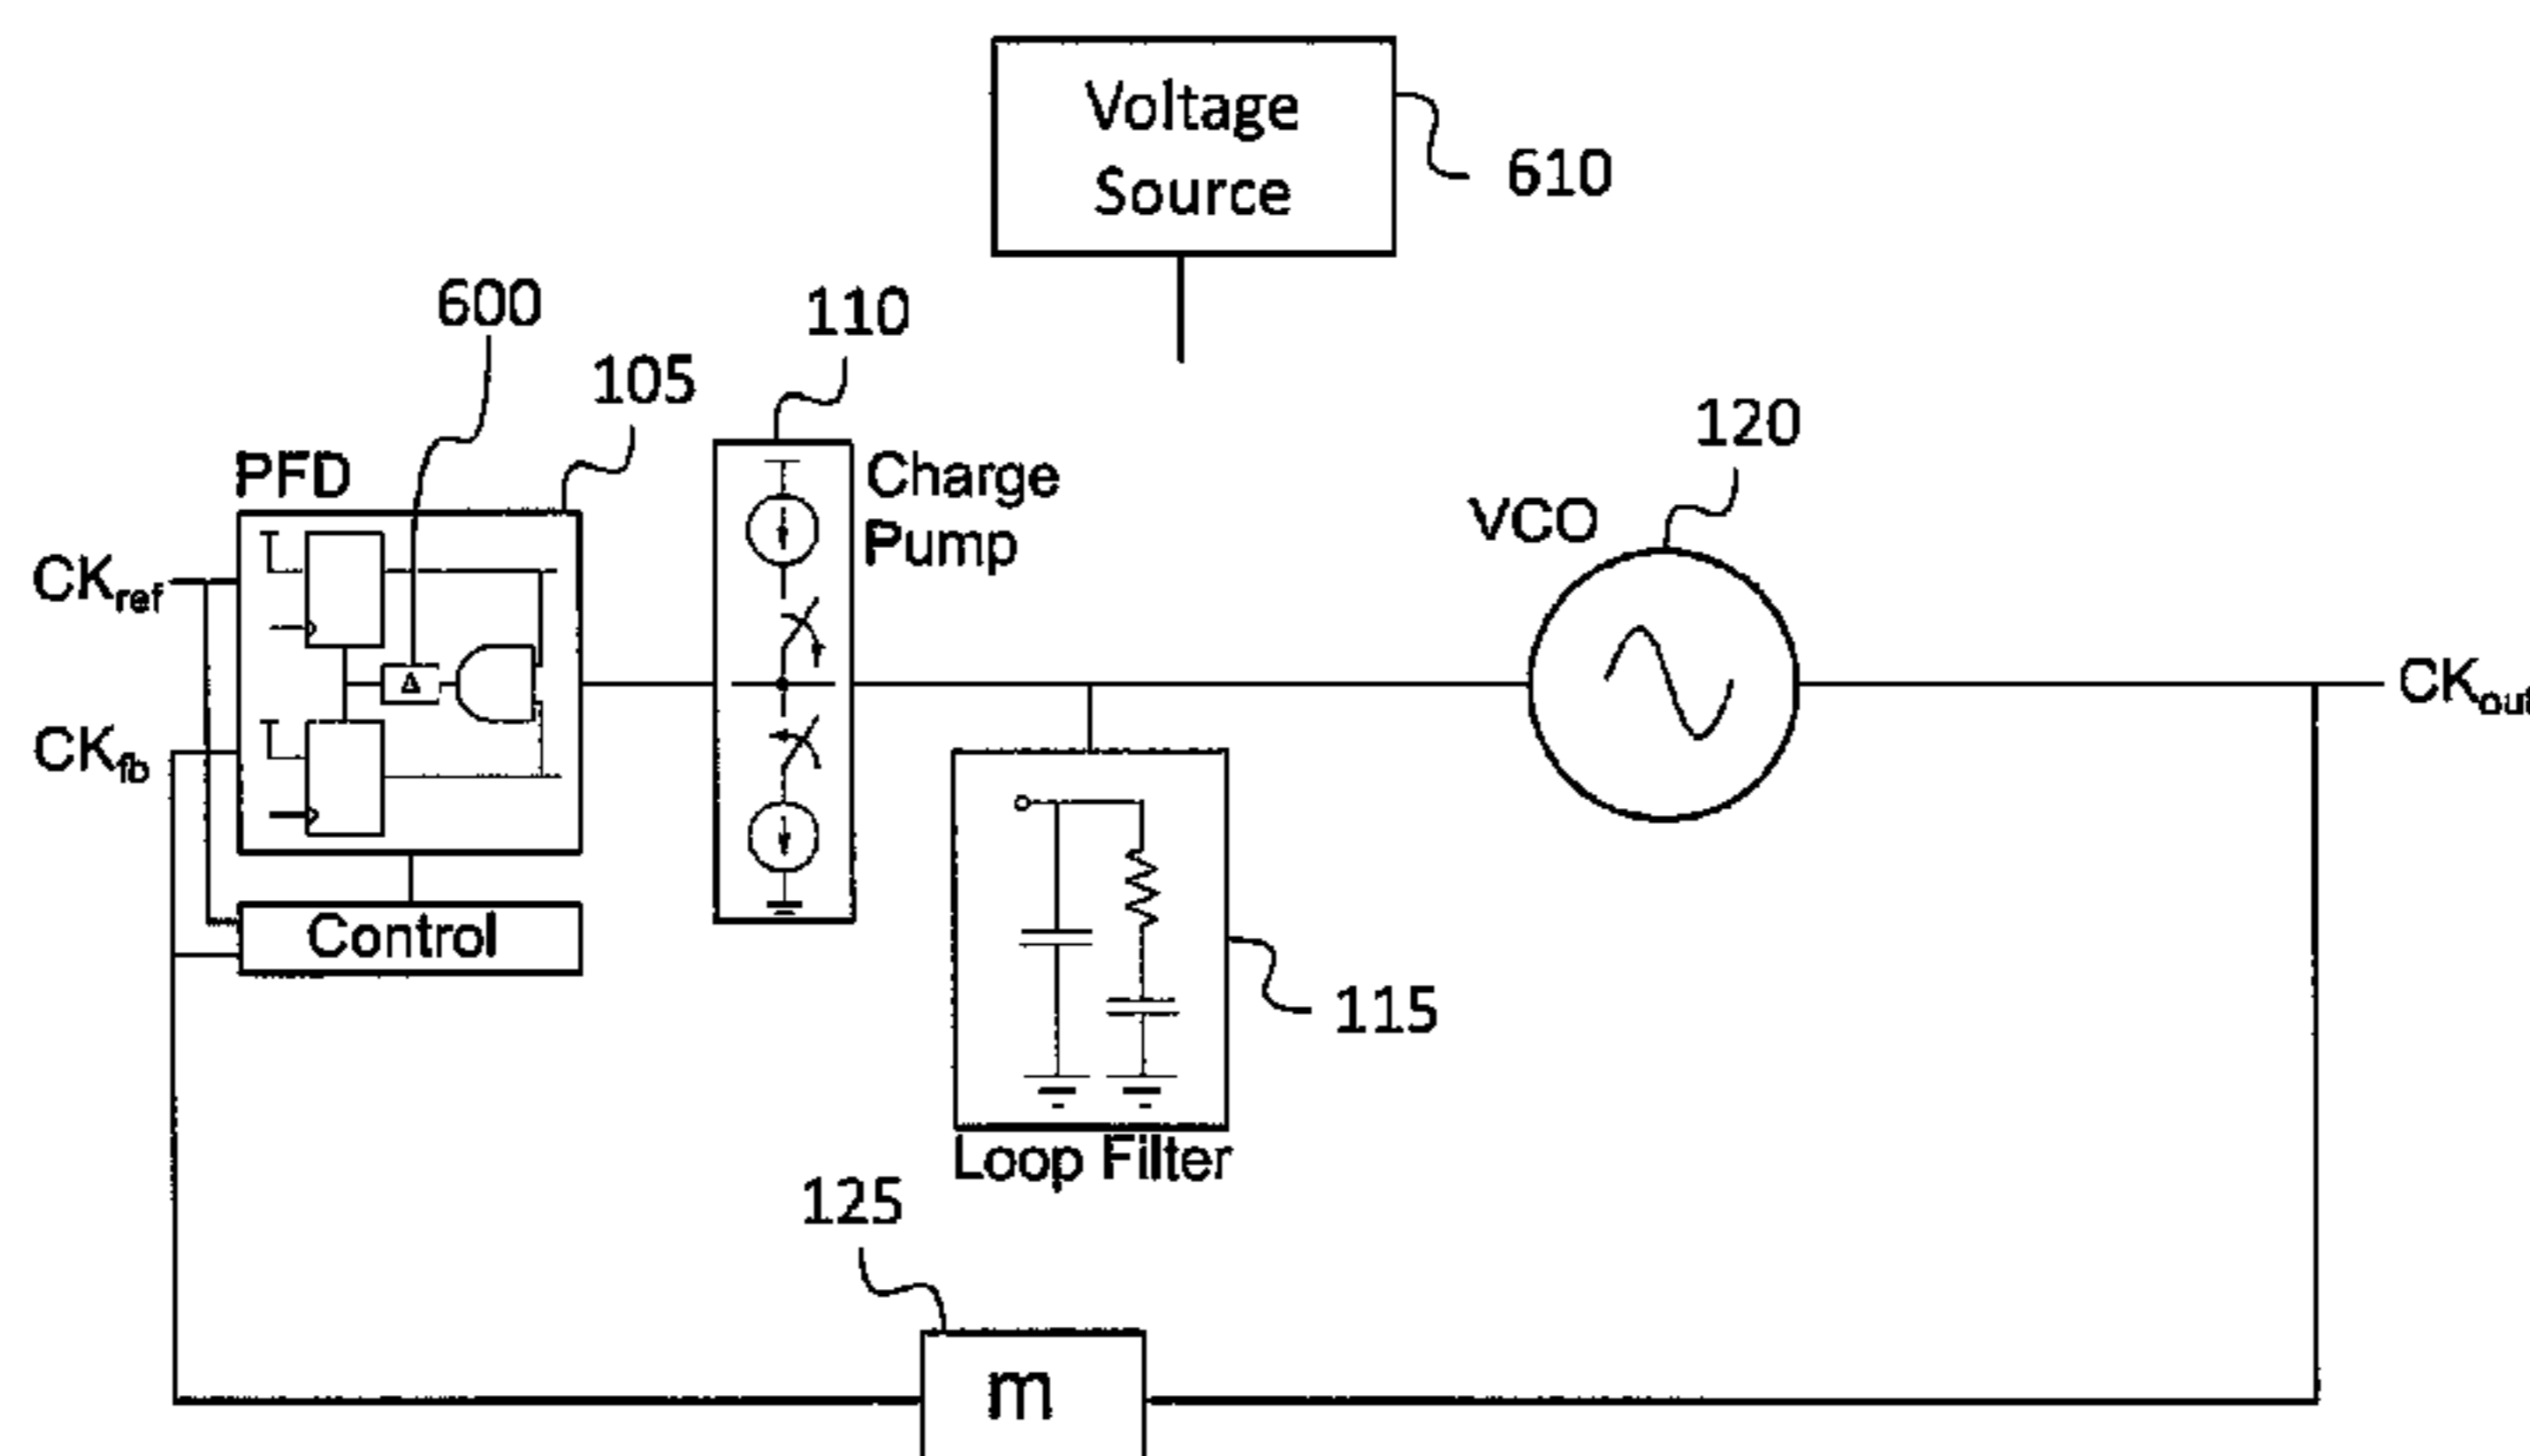 Voltage
Source
610
600
110
105
120
PFD
Charge
Pump
VCO
CKref
Δ
CKout
CKfb
Control
115
Loop Filter
125
m